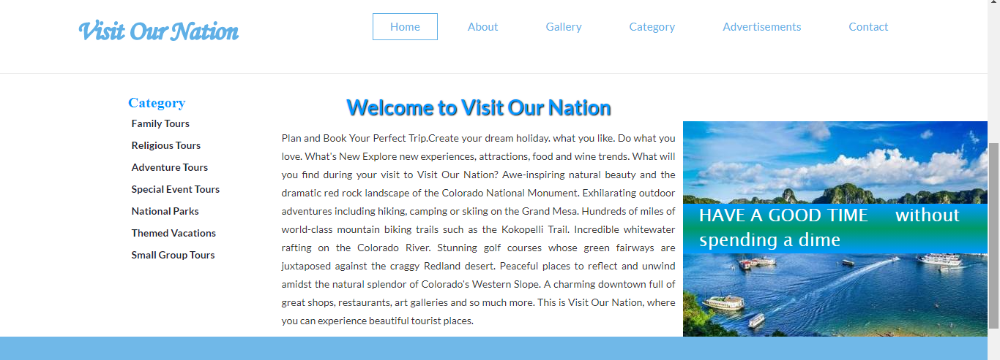 Visit Our Nation
Home About Gallery Category Advertisements Contact
Category
Family Tours
Religious Tours
Adventure Tours
Special Event Tours
National Parks
Themed Vacations
Small Group Tours
Welcome to Visit Our Nation
Plan and Book Your Perfect Trip.Create your dream holiday. what you like. Do what you
love. What's New Explore new experiences, attractions, food and wine trends. What will
you find during your visit to Visit Our Nation? Awe-inspiring natural beauty and the
dramatic red rock landscape of the Colorado National Monument. Exhilarating outdoor
adventures including hiking, camping or skiing on the Grand Mesa. Hundreds of miles of
world-class mountain biking trails such as the Kokopelli Trail. Incredible whitewater
rafting on the Colorado River. Stunning golf courses whose green fairways are
juxtaposed against the craggy Redland desert. Peaceful places to reflect and unwind
amidst the natural splendor of Colorado's Western Slope. A charming downtown full of
great shops, restaurants, art galleries and so much more. This is Visit Our Nation, where
you can experience beautiful tourist places.
HAVE A GOOD TIME without
spending a dime